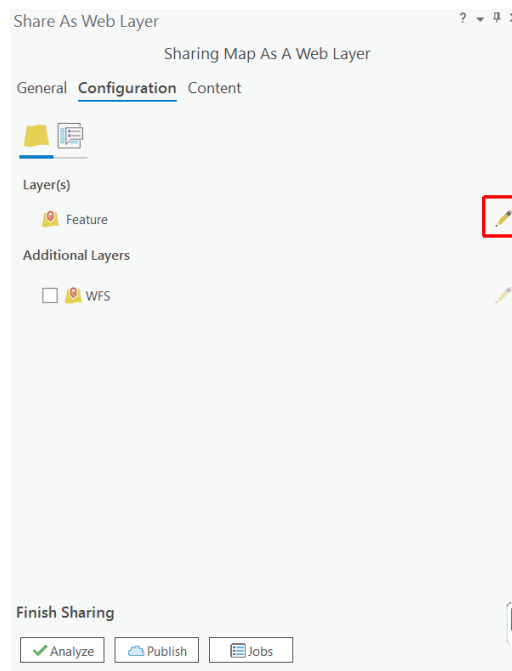 Share As Web Layer ?
Sharing Map As A Web Layer
General Configuration Content
Layer(s)
Feature
Additional Layers
WFS
Finish Sharing
Analyze Publish Jobs